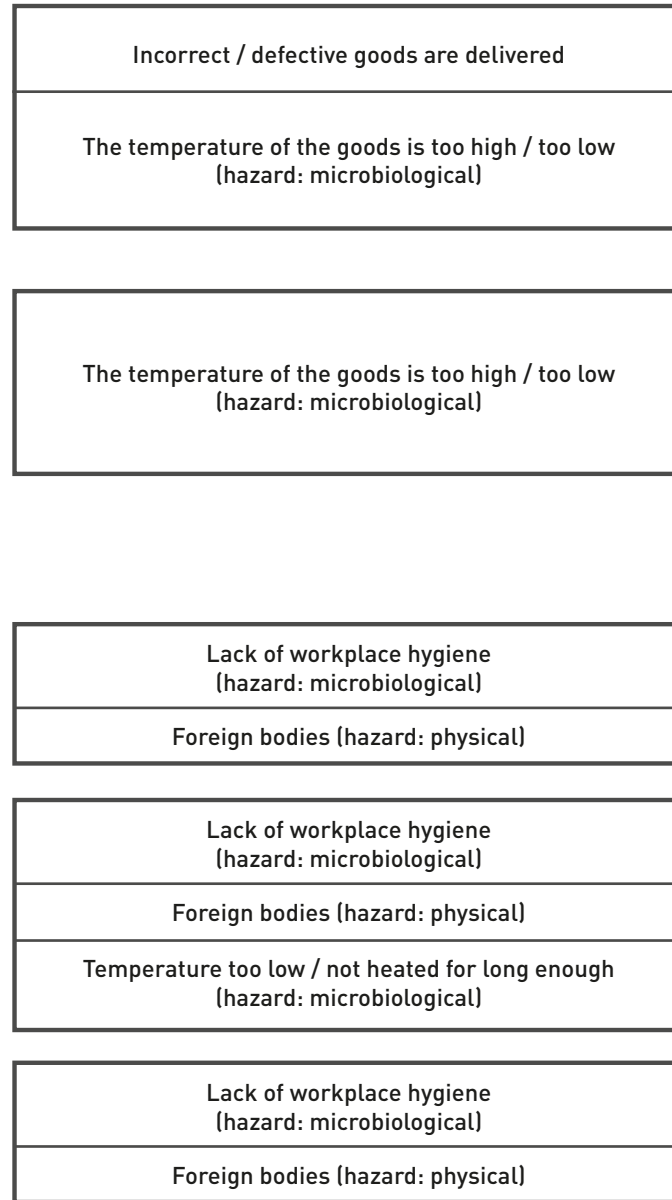 Incorrect / defective goods are delivered
The temperature of the goods is too high / too low
(hazard: microbiological)
The temperature of the goods is too high / too low
(hazard: microbiological)
Lack of workplace hygiene
(hazard: microbiological)
Foreign bodies (hazard: physical)
Lack of workplace hygiene
(hazard: microbiological)
Foreign bodies (hazard: physical)
Temperature too low / not heated for long enough
(hazard: microbiological)
Lack of workplace hygiene
(hazard: microbiological)
Foreign bodies (hazard: physical)